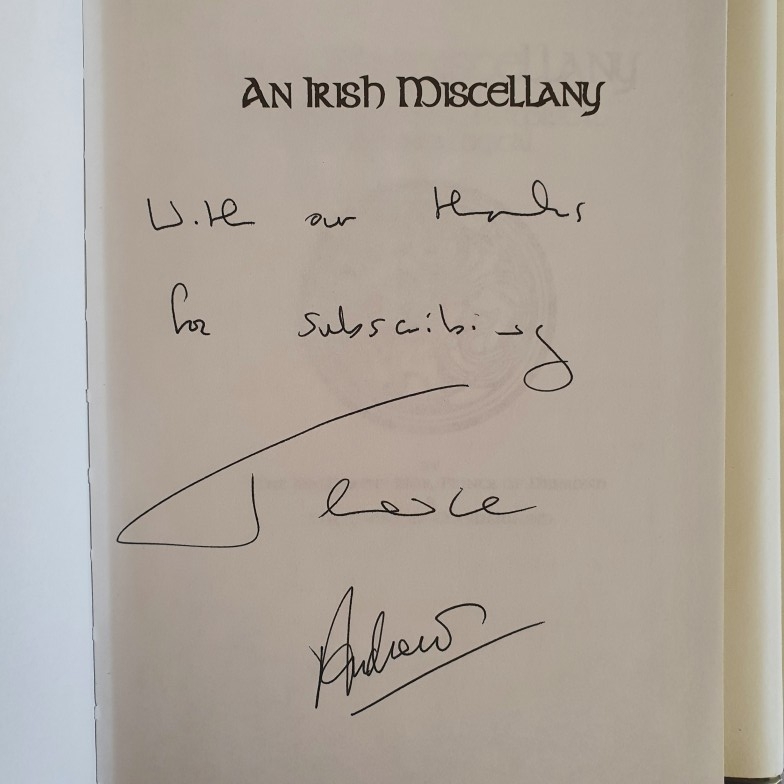 AN IRISH MISCELLANY
With our thanks
for subscribing
Andrew